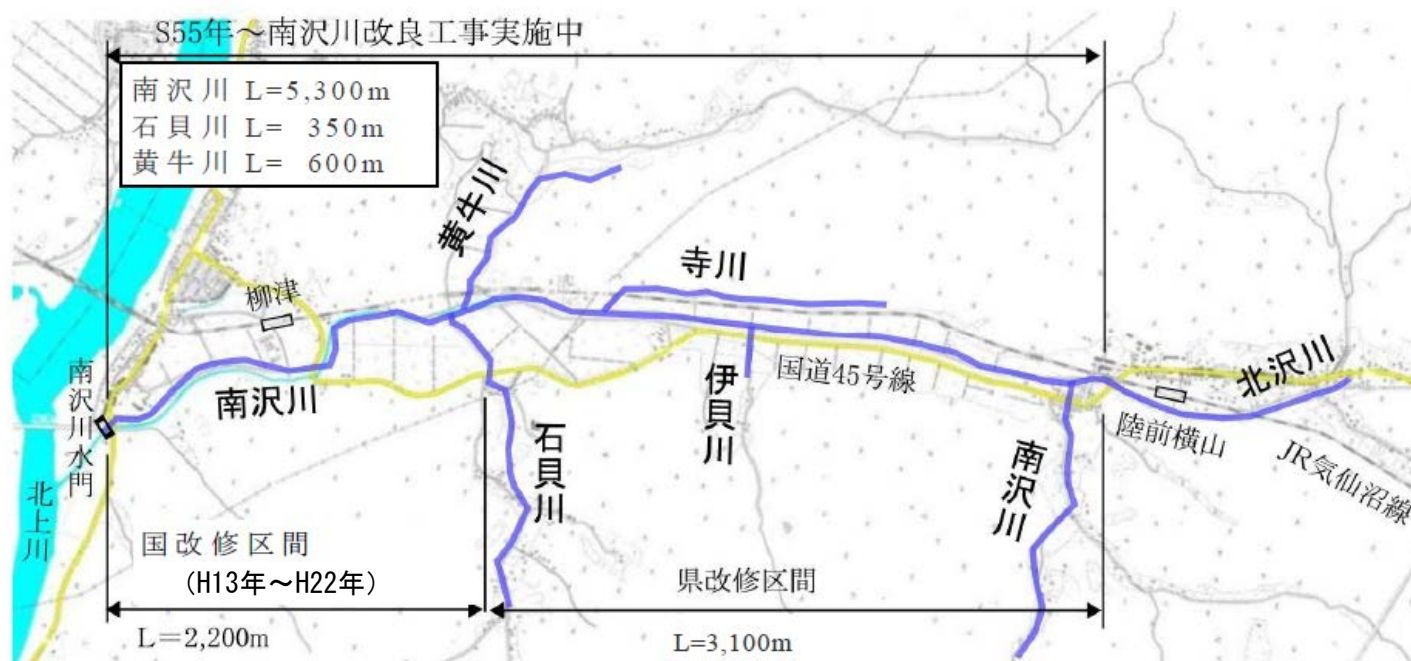 S55年～南沢川改良工事実施中
南沢川 L=5,300m
石貝川 L= 350m
黄牛川 L= 600m
黄牛川
寺川
柳津
南沢川
伊貝川
国道45号線
北沢川
陸前横山
JR気仙沼線
南沢川水門
石貝川
南沢川
北上川
国改修区間
(H13年～H22年)
県改修区間
L=2,200m
L=3,100m